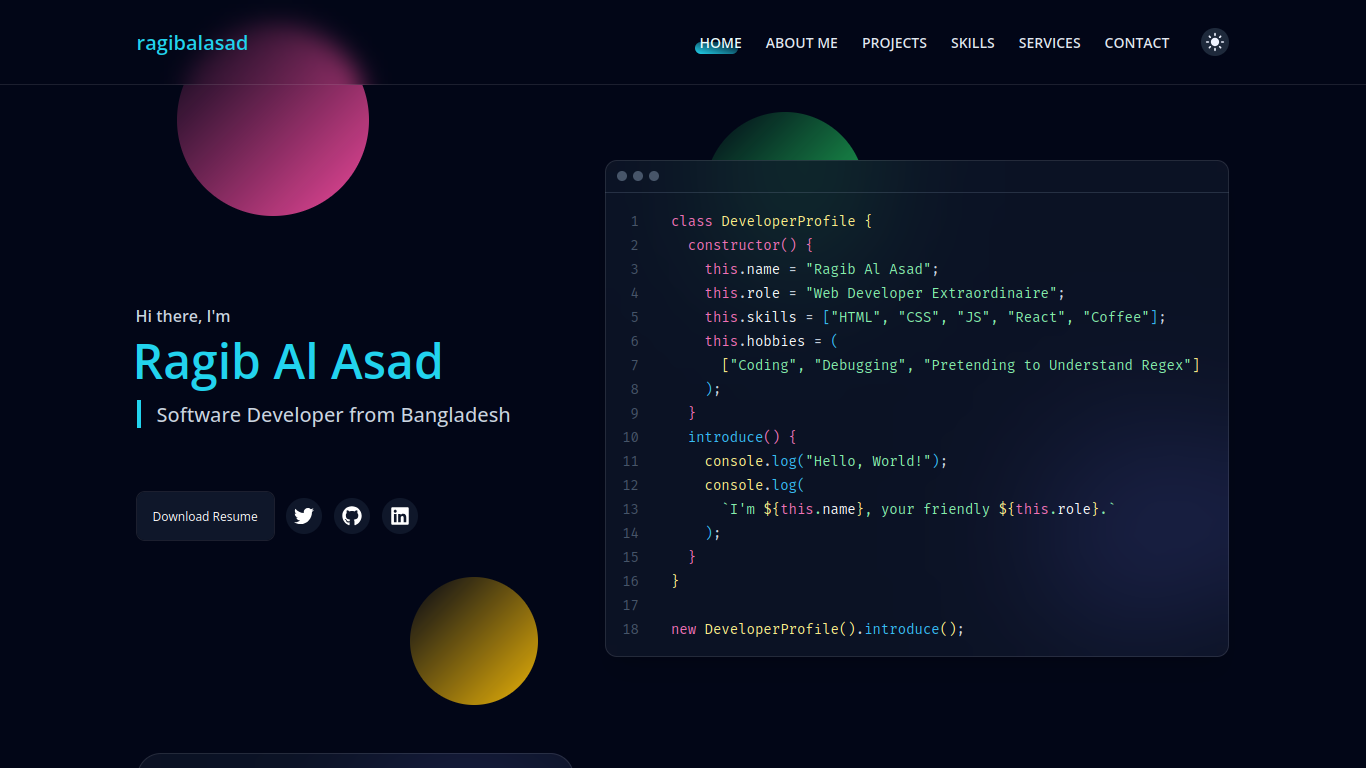 ragibalasad
HOME ABOUT ME PROJECTS SKILLS SERVICES CONTACT
Hi there, I'm
Ragib Al Asad
Software Developer from Bangladesh
Download Resume
1 class DeveloperProfile {
2   constructor() {
3     this.name = "Ragib Al Asad";
4     this.role = "Web Developer Extraordinaire";
5     this.skills = ["HTML", "CSS", "JS", "React", "Coffee"];
6     this.hobbies = (
7       ["Coding", "Debugging", "Pretending to Understand Regex"]
8     );
9   }
10   introduce() {
11     console.log("Hello, World!");
12     console.log(
13       `I'm ${this.name}, your friendly ${this.role}.`
14     );
15   }
16 }
17
18 new DeveloperProfile().introduce();